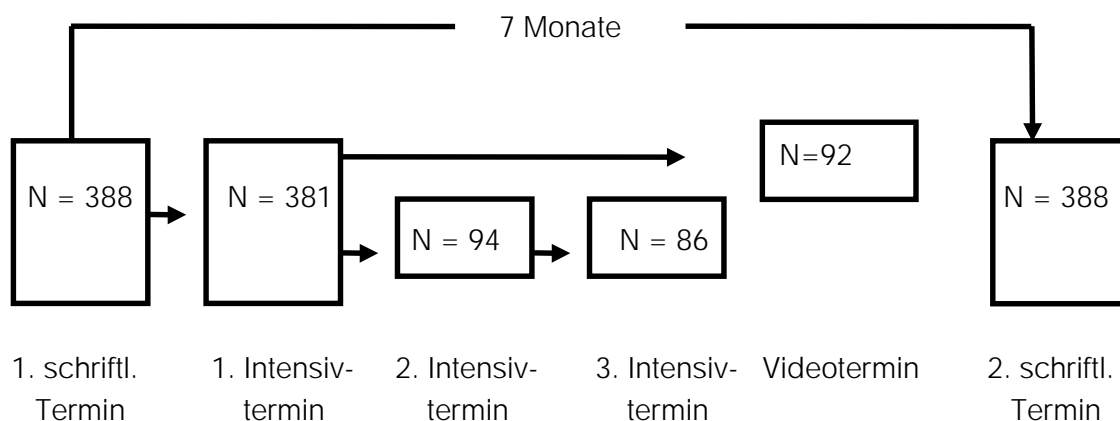 7 Monate
N=92
N = 388
N = 381
N = 388
N = 94
N = 86
1. schriftl.
Termin
1. Intensiv-
termin
2. Intensiv-
termin
3. Intensiv-
termin
Videotermin
2. schriftl.
Termin